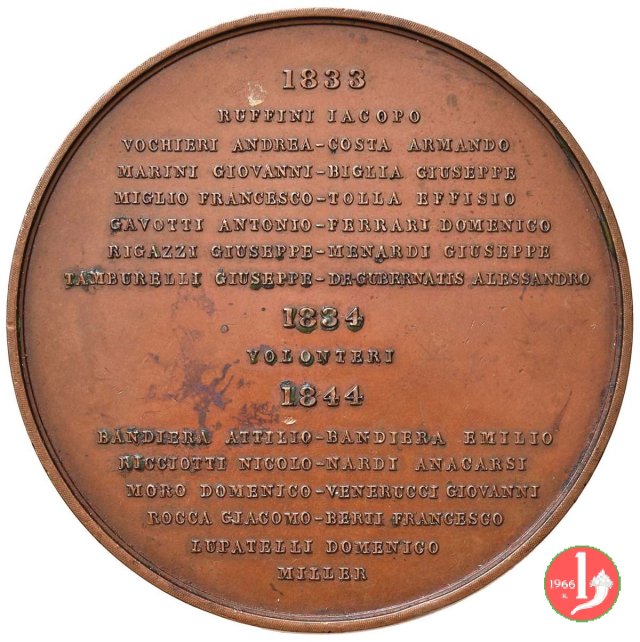 1833
RUFFINI IACOPO
VOCHIERI ANDREA-COSTA ARMANDO
MARINI GIOVANNI-BIGLIA GIUSEPPE
MIGLIO FRANCESCO-TOLLA EFFISIO
GAVOTTI ANTONIO-FERRARI DOMENICO
RIGAZZI GIUSEPPE-MENARDI GIUSEPPE
TAMBURELLI GIUSEPPE-DE GUBERNATIS ALESSANDRO
1834
VOLONTERI
1844
BANDIERA ATTILIO-BANDIERA EMILIO
RICCIOTTI NICOLO-NARDI ANACARSI
MORO DOMENICO-VENERUCCI GIOVANNI
ROCCA GIACOMO-BERTI FRANCESCO
LUPATELLI DOMENICO
MILLER
1966